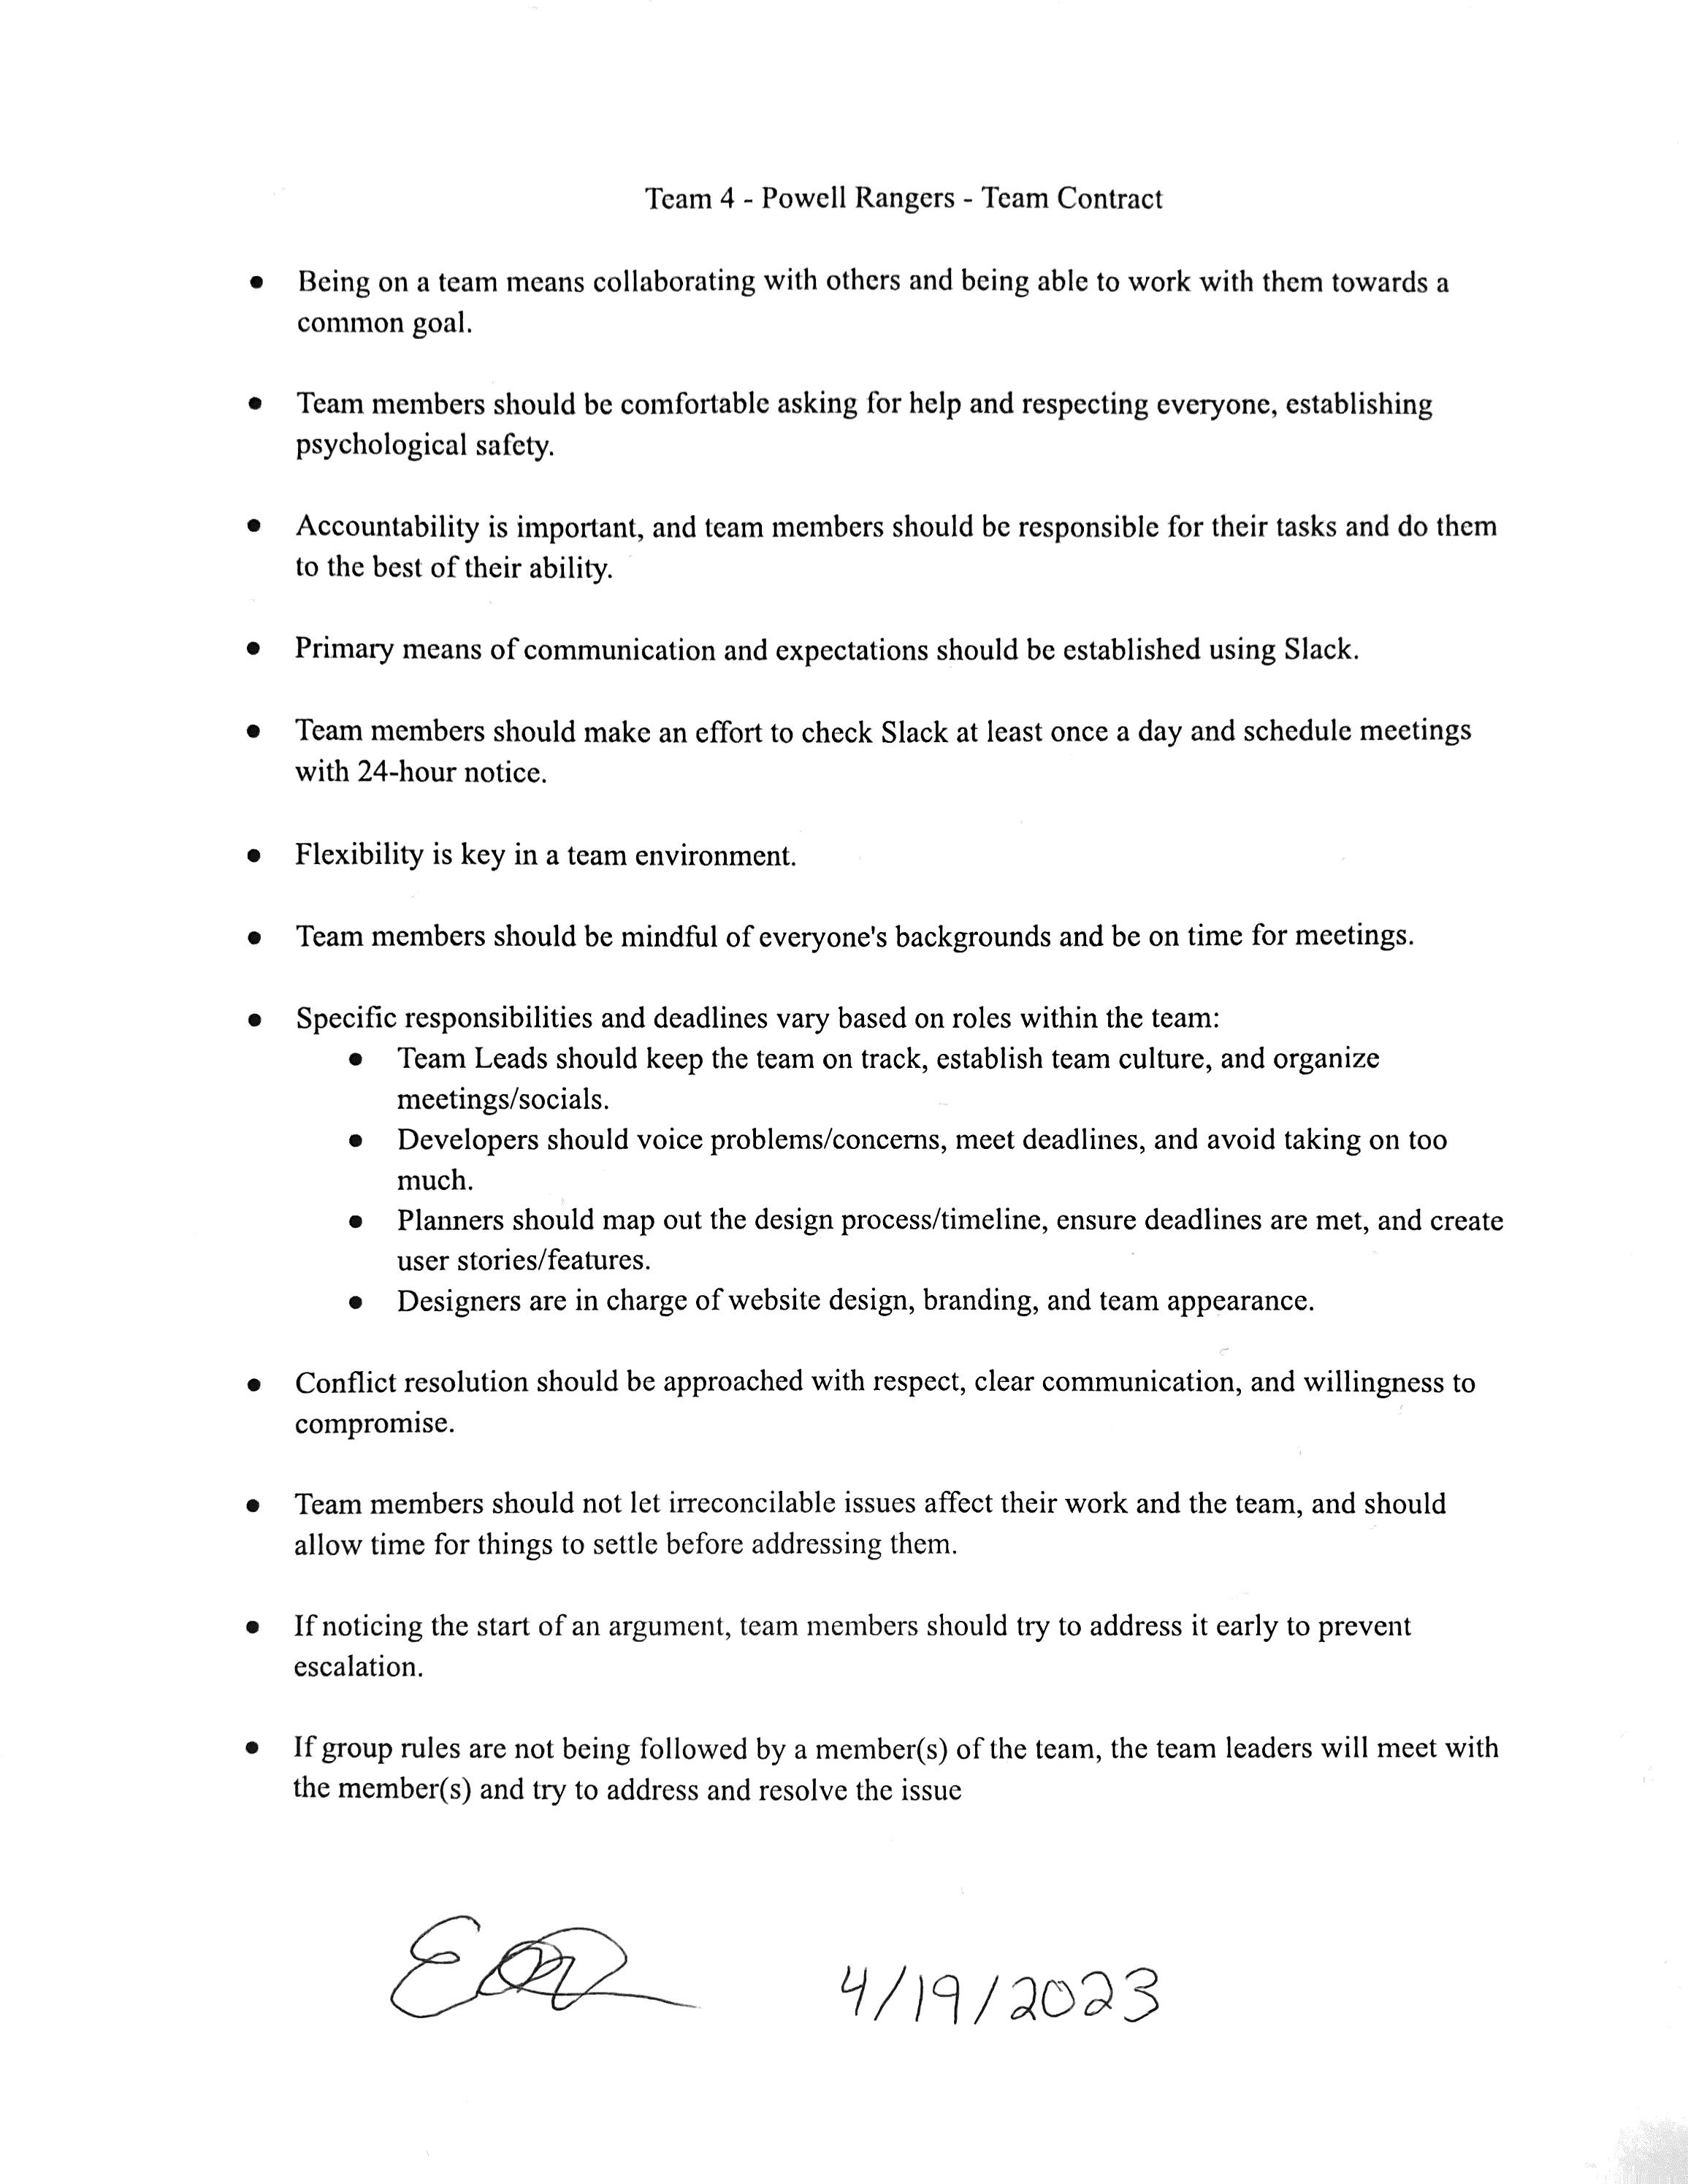 Team 4 - Powell Rangers - Team Contract
● Being on a team means collaborating with others and being able to work with them towards a
common goal.
● Team members should be comfortable asking for help and respecting everyone, establishing
psychological safety.
● Accountability is important, and team members should be responsible for their tasks and do them
to the best of their ability.
● Primary means of communication and expectations should be established using Slack.
● Team members should make an effort to check Slack at least once a day and schedule meetings
with 24-hour notice.
● Flexibility is key in a team environment.
● Team members should be mindful of everyone's backgrounds and be on time for meetings.
● Specific responsibilities and deadlines vary based on roles within the team:
● Team Leads should keep the team on track, establish team culture, and organize
meetings/socials.
● Developers should voice problems/concerns, meet deadlines, and avoid taking on too
much.
● Planners should map out the design process/timeline, ensure deadlines are met, and create
user stories/features.
● Designers are in charge of website design, branding, and team appearance.
● Conflict resolution should be approached with respect, clear communication, and willingness to
compromise.
● Team members should not let irreconcilable issues affect their work and the team, and should
allow time for things to settle before addressing them.
● If noticing the start of an argument, team members should try to address it early to prevent
escalation.
● If group rules are not being followed by a member(s) of the team, the team leaders will meet with
the member(s) and try to address and resolve the issue
4/19/2023